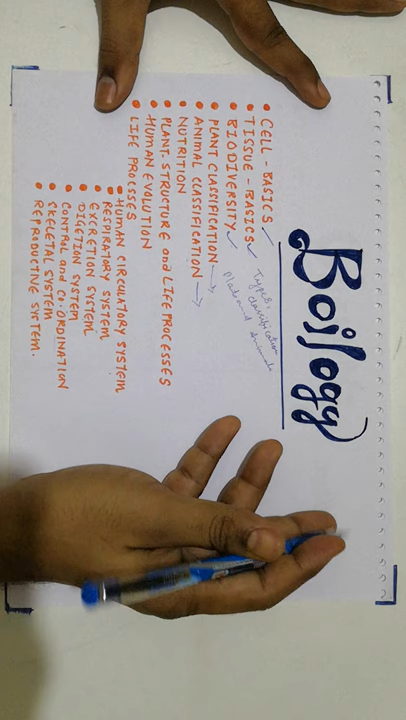 Boilogy
• CELL - BASICS
• TISSUE - BASICS
• BIODIVERSITY
• PLANT CLASSIFICATION →
• ANIMAL CLASSIFICATION →
• NUTRITION
• PLANT. STRUCTURE and LIFE PROCESSES
• HUMAN EVOLUTION
• LIFE PROCESSES
• HUMAN CIRCULATORY SYSTEM
• RESPIRATORY SYSTEM
• EXCRETION SYSTEM
• DIGETION SYSTEM
• CONTROL and CO-ORDINATION
• SKELETAL SYSTEM
• REPRODUCTIVE SYSTEM.
Types,
classification
Plants and Animals